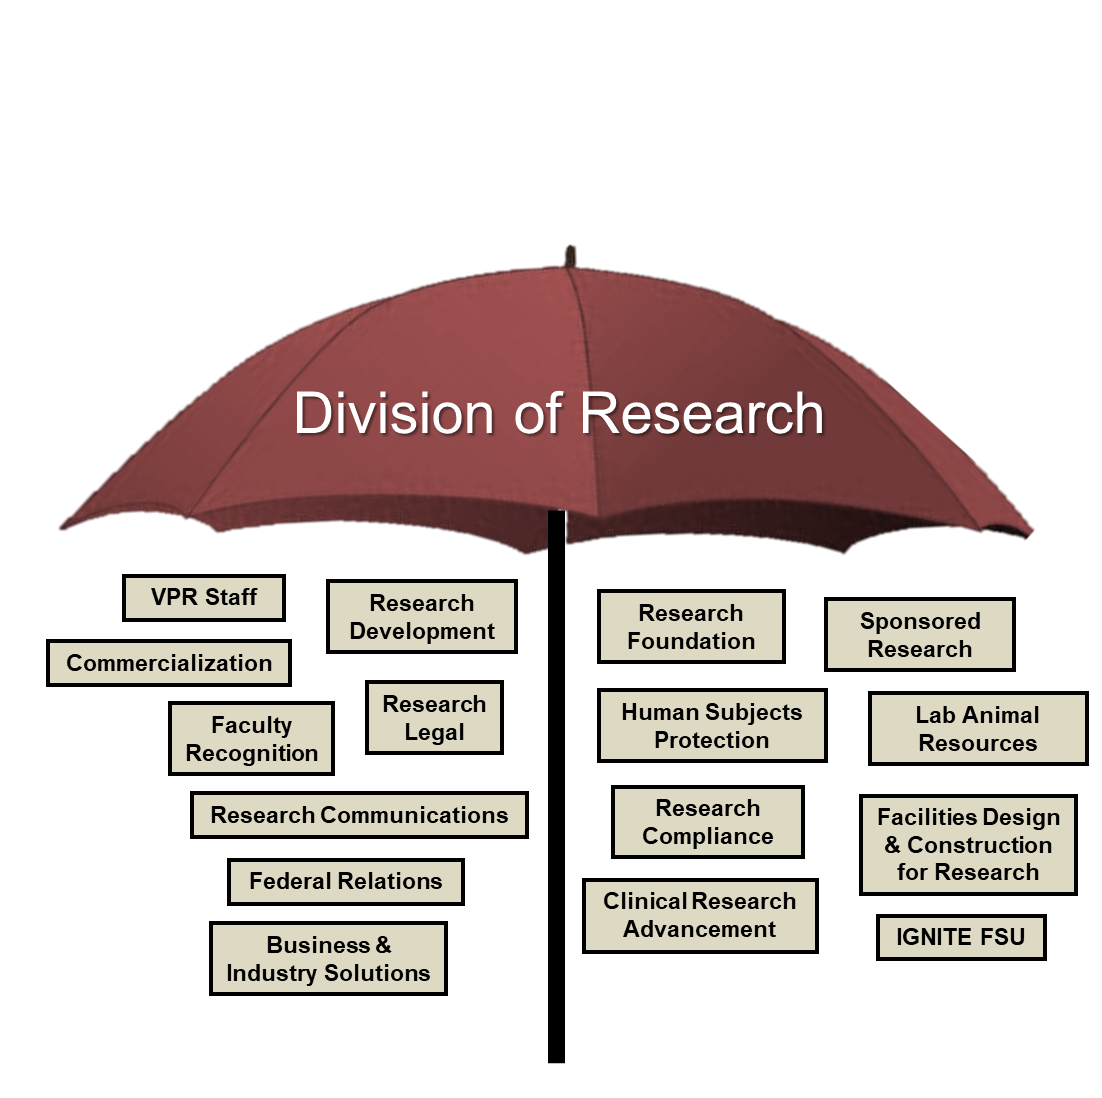 Division of Research
VPR Staff
Research
Development
Commercialization
Faculty
Recognition
Research
Legal
Research Communications
Federal Relations
Business &
Industry Solutions
Research
Foundation
Sponsored
Research
Human Subjects
Protection
Lab Animal
Resources
Research
Compliance
Facilities Design
& Construction
for Research
Clinical Research
Advancement
IGNITE FSU